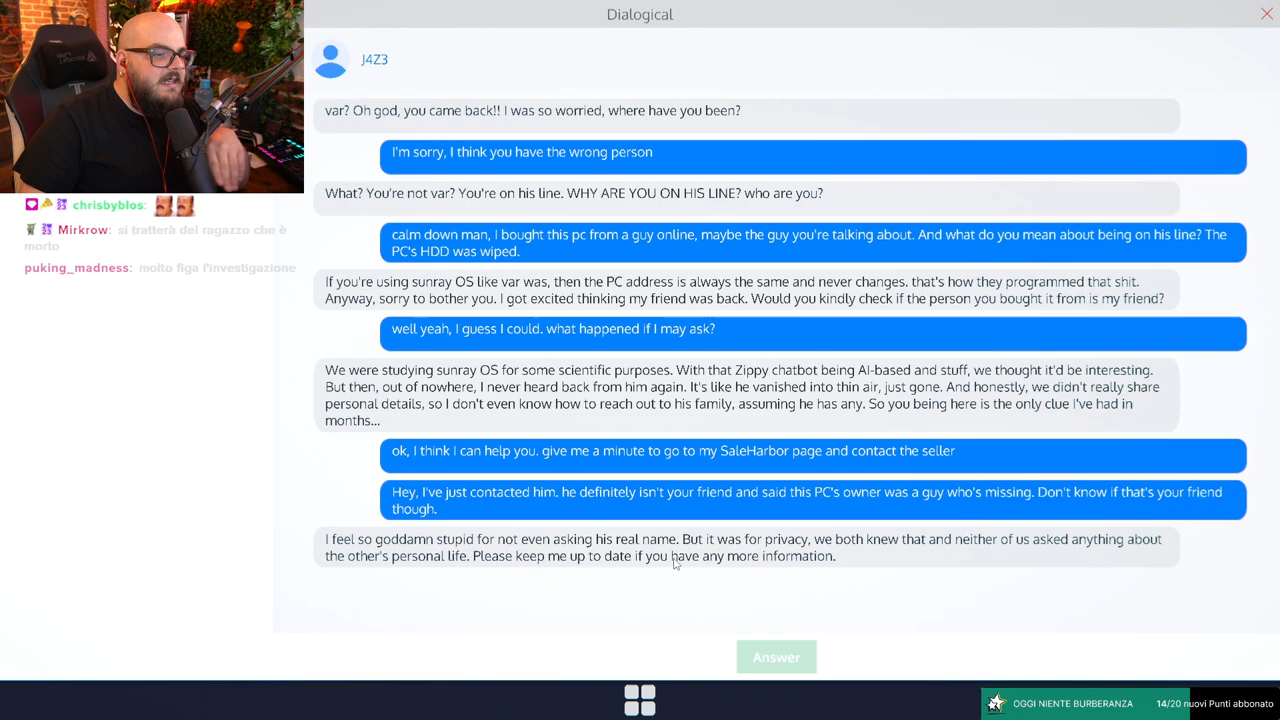 Dialogical
J4Z3
var? Oh god, you came back!! I was so worried, where have you been?
I'm sorry, I think you have the wrong person
What? You're not var? You're on his line. WHY ARE YOU ON HIS LINE? who are you?
calm down man, I bought this pc from a guy online, maybe the guy you're talking about. And what do you mean about being on his line? The
PC's HDD was wiped.
If you're using sunray OS like var was, then the PC address is always the same and never changes. that's how they programmed that shit.
Anyway, sorry to bother you. I got excited thinking my friend was back. Would you kindly check if the person you bought it from is my friend?
well yeah, I guess I could. what happened if I may ask?
We were studying sunray OS for some scientific purposes. With that Zippy chatbot being AI-based and stuff, we thought it'd be interesting.
But then, out of nowhere, I never heard back from him again. It's like he vanished into thin air, just gone. And honestly, we didn't really share
personal details, so I don't even know how to reach out to his family, assuming he has any. So you being here is the only clue I've had in
months...
ok, I think I can help you. give me a minute to go to my SaleHarbor page and contact the seller
Hey, I've just contacted him. he definitely isn't your friend and said this PC's owner was a guy who's missing. Don't know if that's your friend
though.
I feel so goddamn stupid for not even asking his real name. But it was for privacy, we both knew that and neither of us asked anything about
the other's personal life. Please keep me up to date if you have any more information.
Answer
chrisbyblos:
Mirkrow: si tratterà del ragazzo che è
morto
puking_madness: molto figa l'investigazione
OGGI NIENTE BURBERANZA 14/20 nuovi Punti abbonato